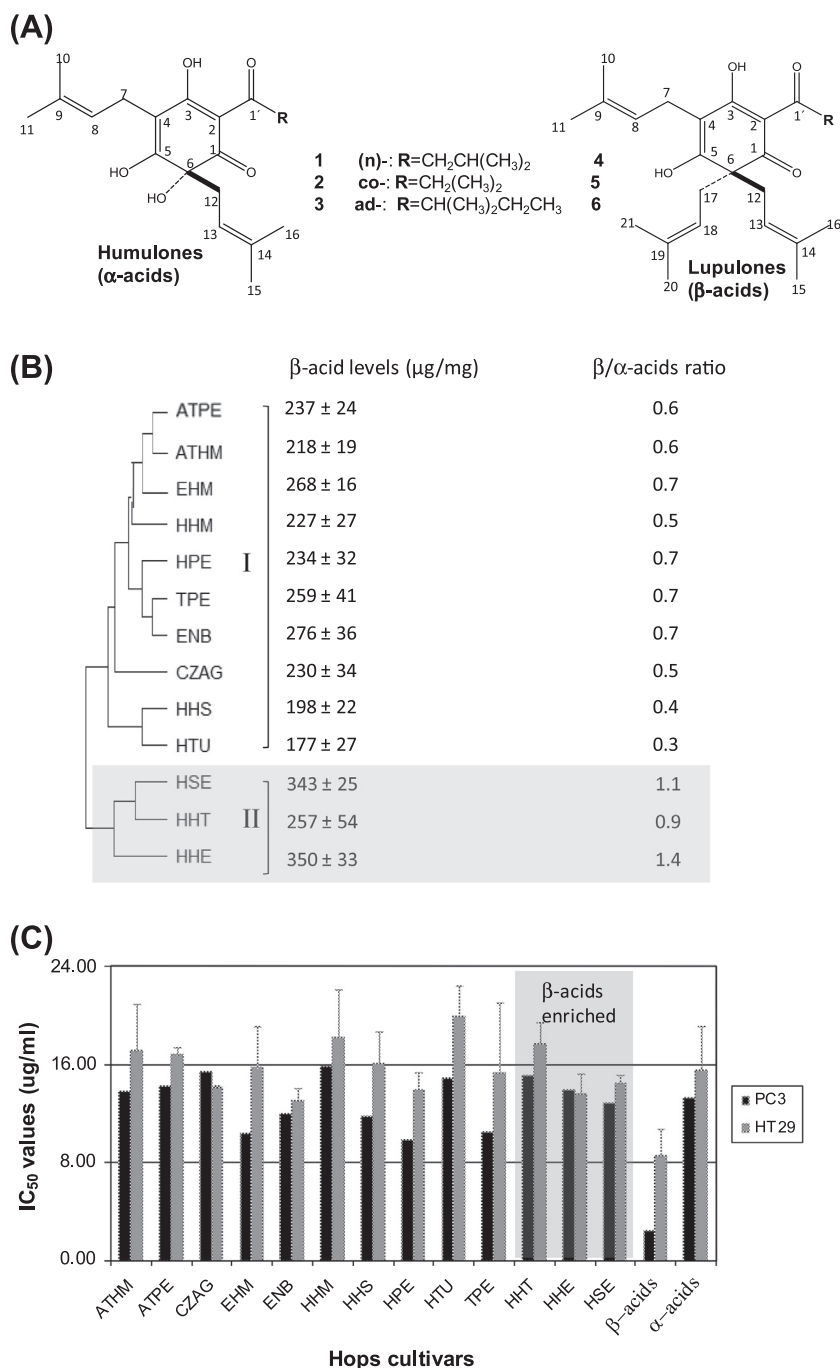 (A)
10 OH O 10 OH O
7 7
11 9 8 4 3 2 1' R 11 9 8 4 3 2 1' R
5 6 1 5 6 1
HO O HO O
HO 12 17 12
1 (n)-: R=CH₂CH(CH₃)₂ 4
2 co-: R=CH₂(CH₃)₂ 5
3 ad-: R=CH(CH₃)₂CH₂CH₃ 6
13 16 21 18 13 16
14 19 14
15 20 15
Humulones
(α-acids)
Lupulones
(β-acids)
(B)
β-acid levels (µg/mg) β/α-acids ratio
ATPE 237 ± 24 0.6
ATHM 218 ± 19 0.6
EHM 268 ± 16 0.7
HHM 227 ± 27 0.5
HPE I 234 ± 32 0.7
TPE 259 ± 41 0.7
ENB 276 ± 36 0.7
CZAG 230 ± 34 0.5
HHS 198 ± 22 0.4
HTU 177 ± 27 0.3
HSE 343 ± 25 1.1
HHT II 257 ± 54 0.9
HHE 350 ± 33 1.4
(C)
24.00
16.00
8.00
0.00
IC₅₀ values (ug/ml)
β-acids
enriched
PC3
HT29
ATHM ATPE CZAG EHM ENB HHM HHS HPE HTU TPE HHT HHE HSE β-acids α-acids
Hops cultivars